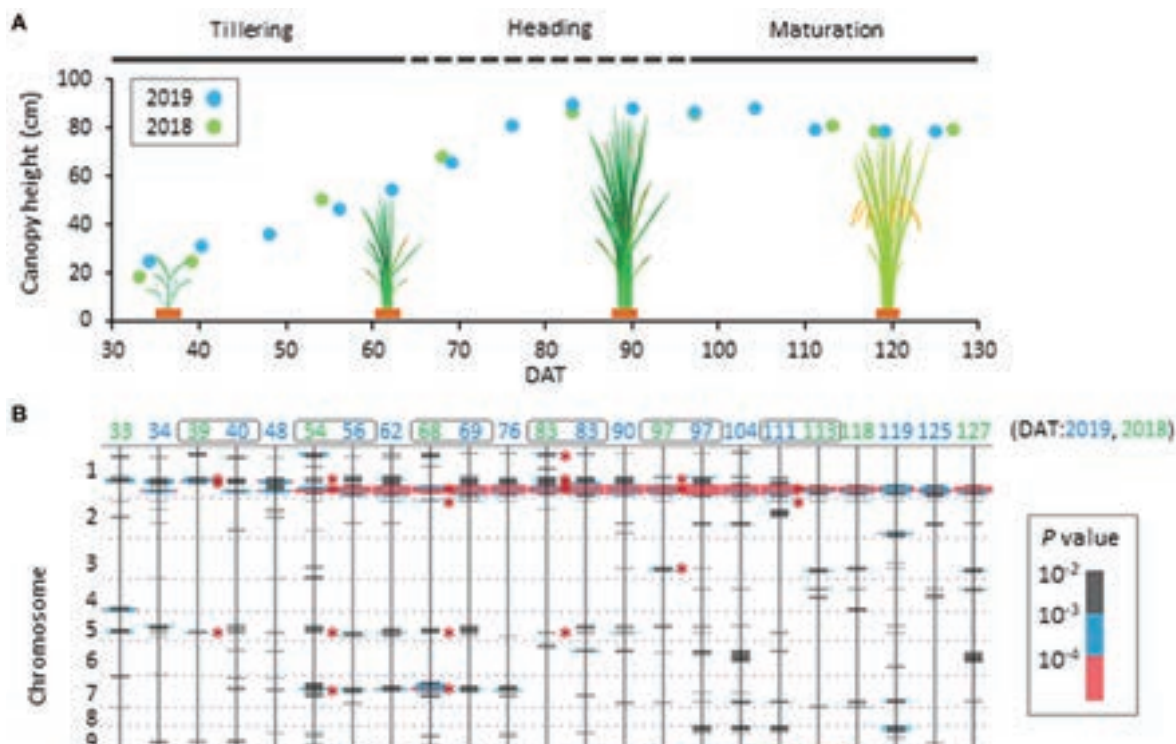 A
Tillering Heading Maturation
100
80
60
40
20
0
Canopy height (cm)
2019
2018
30 40 50 60 70 80 90 100 110 120 130
DAT
B
33 34 39 40 48 54 56 62 68 69 76 83 83 90 97 97 104 111 113 118 119 125 127 (DAT:2019, 2018)
Chromosome
1
2
3
4
5
6
7
8
9
P value
10-2
10-3
10-4